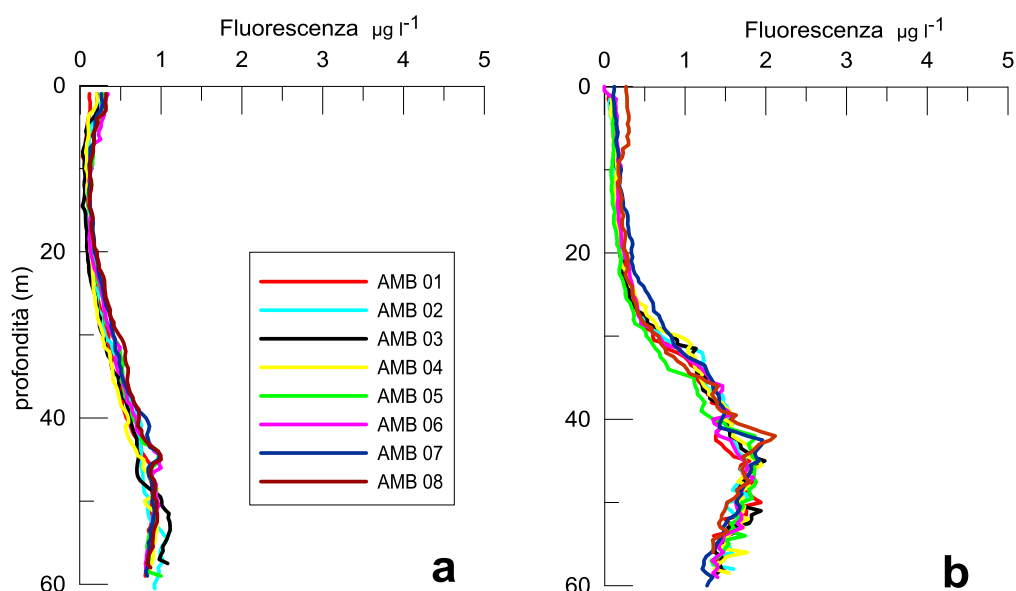 Fluorescenza µg l-1
0 1 2 3 4 5
0
20
40
60
profondità (m)
AMB 01
AMB 02
AMB 03
AMB 04
AMB 05
AMB 06
AMB 07
AMB 08
a
Fluorescenza µg l-1
0 1 2 3 4 5
0
20
40
60
b